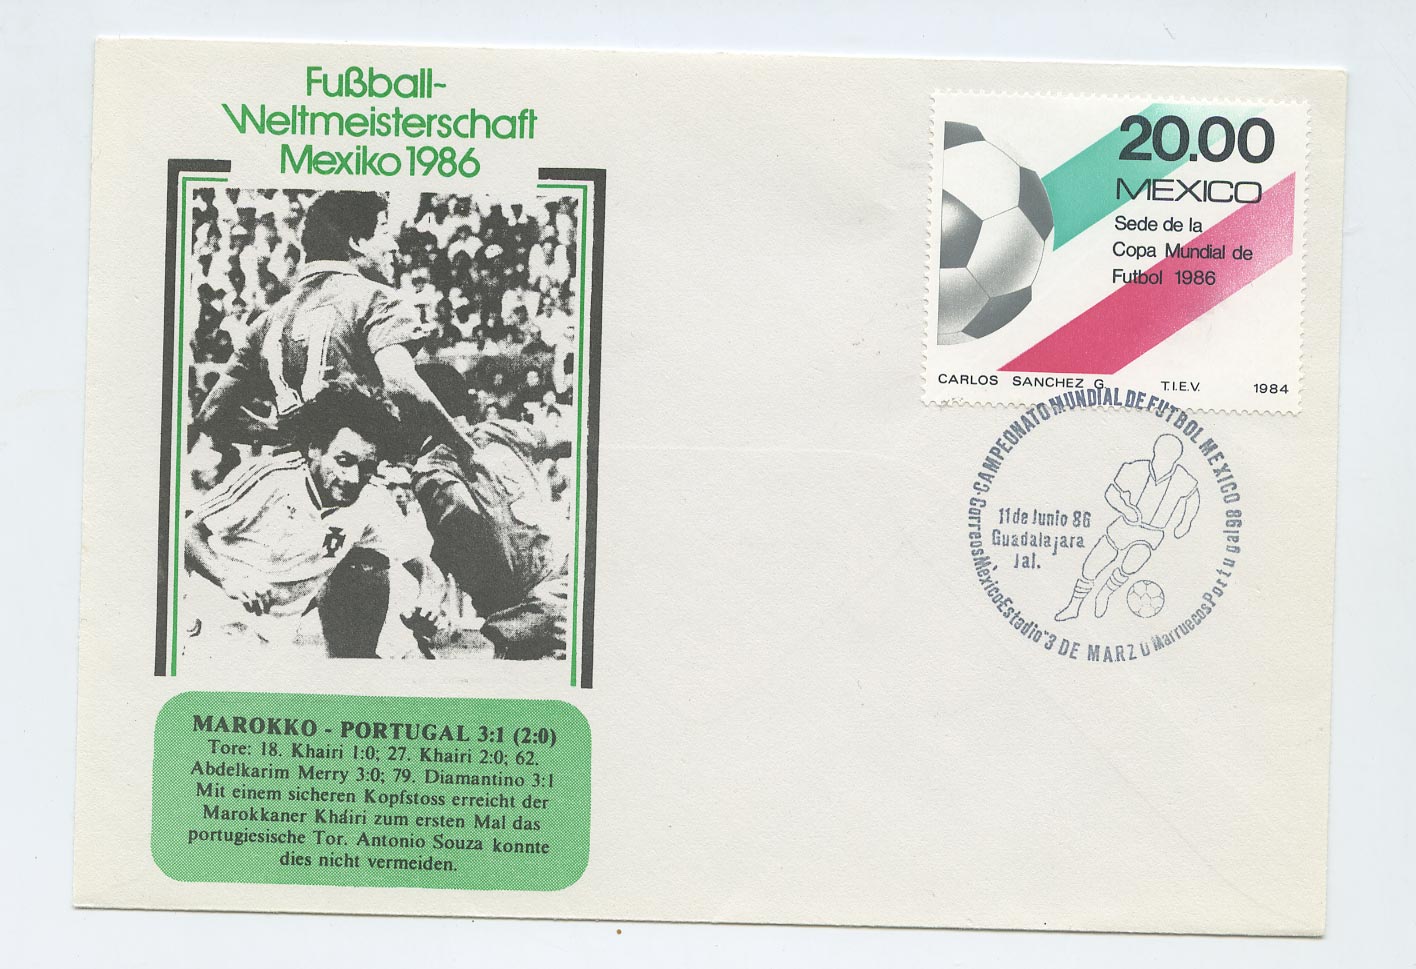 Fußball-
Weltmeisterschaft
Mexiko 1986
MAROKKO - PORTUGAL 3:1 (2:0)
Tore: 18. Khairi 1:0; 27. Khairi 2:0; 62.
Abdelkarim Merry 3:0; 79. Diamantino 3:1
Mit einem sicheren Kopfstoss erreicht der
Marokkaner Kháiri zum ersten Mal das
portugiesische Tor. Antonio Souza konnte
dies nicht vermeiden.
20.00
MEXICO
Sede de la
Copa Mundial de
Futbol 1986
CARLOS SANCHEZ G. T.I.E.V. 1984
CAMPEONATO MUNDIAL DE FUTBOL MEXICO 86
11 de Junio 86
Guadalajara
Jal.
Correos Mexico Estadio "3 DE MARZO Marruecos Portugal